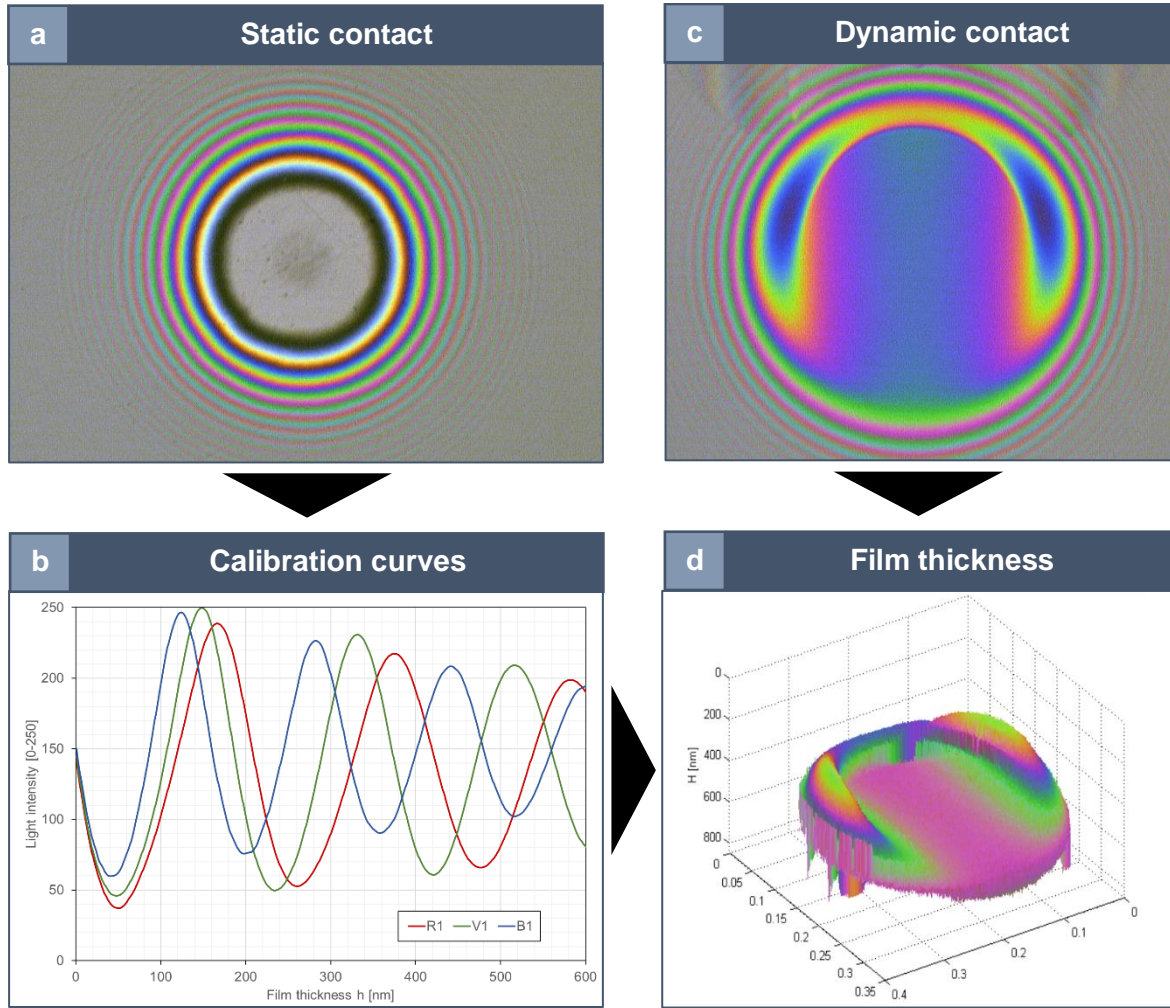 a Static contact
c Dynamic contact
b Calibration curves
250
200
150
100
50
0
Light intensity [0-250]
R1 V1 B1
0 100 200 300 400 500 600
Film thickness h [nm]
d Film thickness
0
200
400
600
800
H [nm]
0
0.05
0.1
0.15
0.2
0.25
0.3
0.35
0.4
0.3
0.2
0.1
0